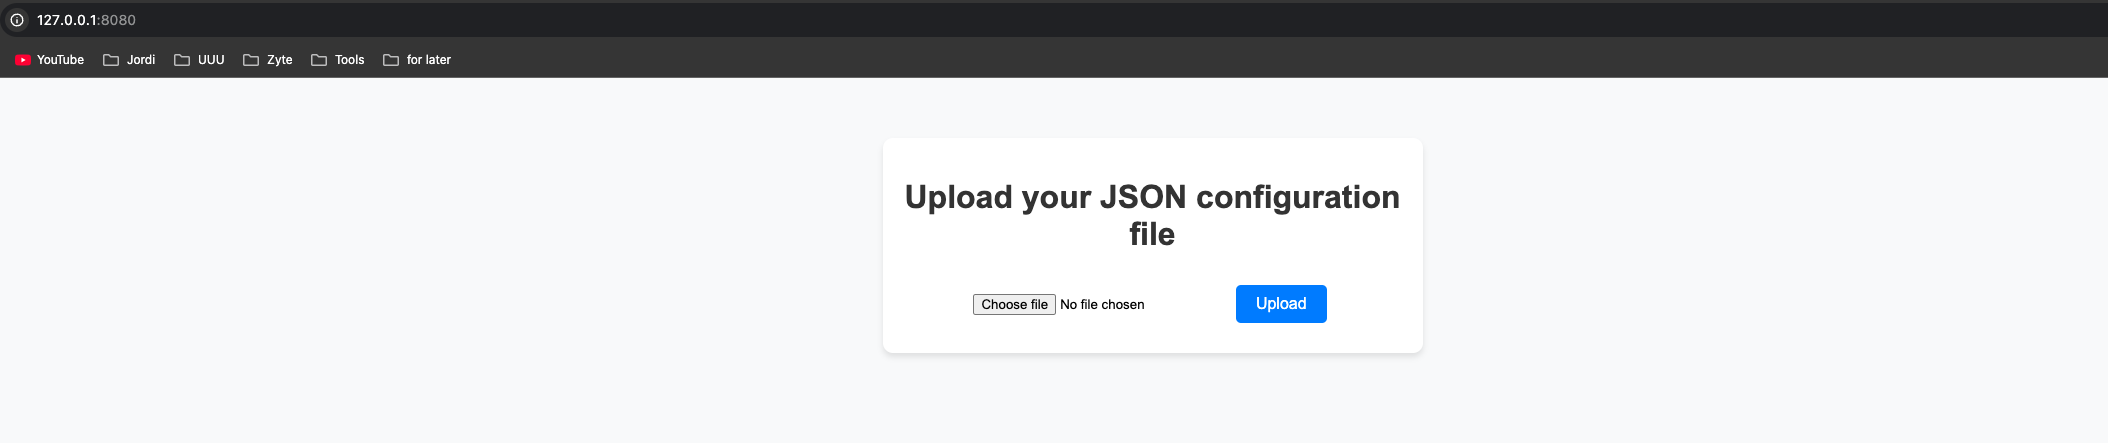 127.0.0.1:8080
YouTube Jordi UUU Zyte Tools for later
Upload your JSON configuration
file
Choose file No file chosen Upload